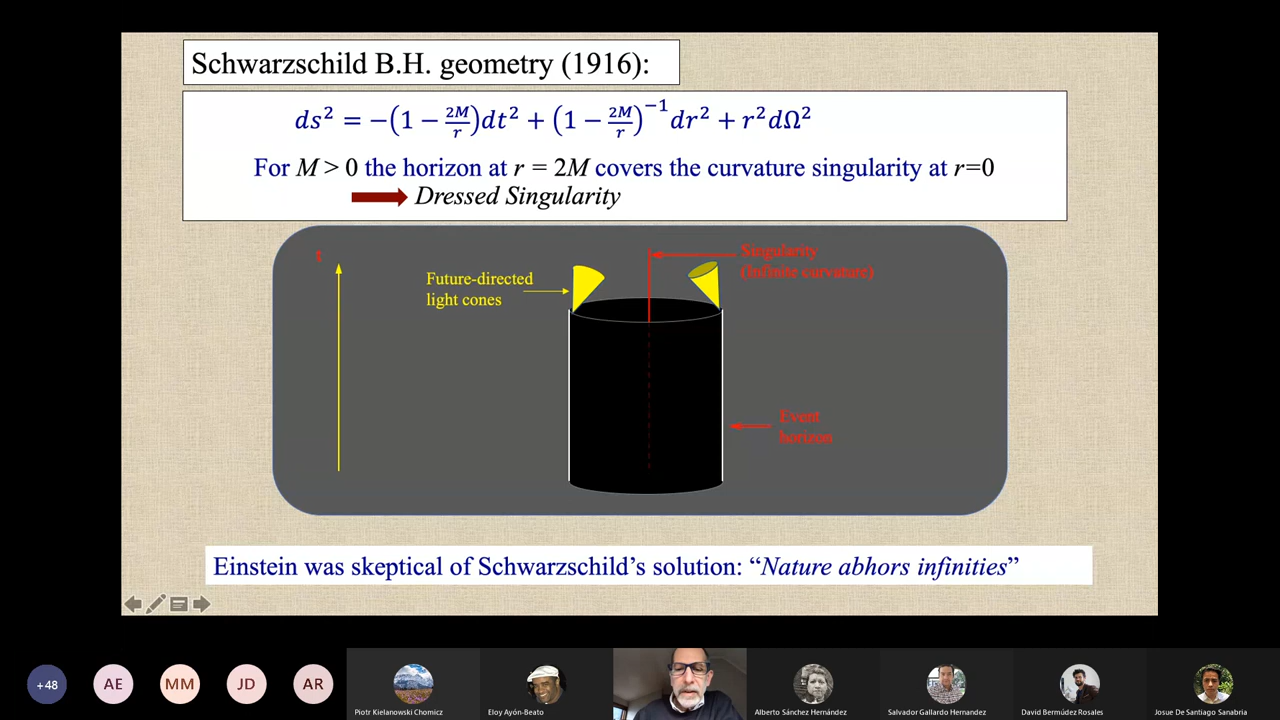 Schwarzschild B.H. geometry (1916):
ds² = −(1 − 2M/r)dt² + (1 − 2M/r)⁻¹dr² + r²dΩ²
For M > 0 the horizon at r = 2M covers the curvature singularity at r=0
Dressed Singularity
t
Future-directed
light cones
Singularity
(Infinite curvature)
Event
horizon
Einstein was skeptical of Schwarzschild’s solution: “Nature abhors infinities”
+48
AE
MM
JD
AR
Piotr Kielanowski Chomicz
Eloy Ayón-Beato
Alberto Sánchez Hernández
Salvador Gallardo Hernandez
David Bermúdez Rosales
Josue De Santiago Sanabria